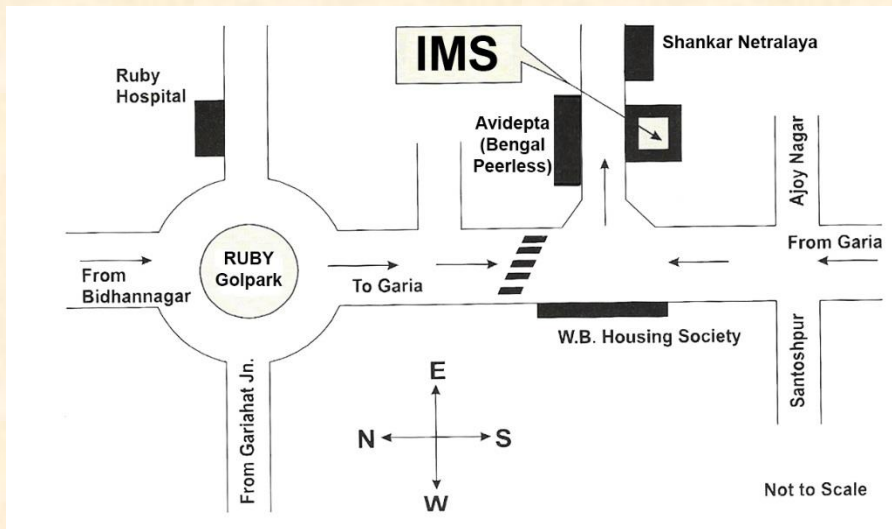 IMS
Shankar Netralaya
Ruby
Hospital
Avidepta
(Bengal
Peerless)
Ajoy Nagar
From
Bidhannagar
RUBY
Golpark
To Garia
From Garia
W.B. Housing Society
Santoshpur
From Gariahat Jn.
E
N
S
W
Not to Scale